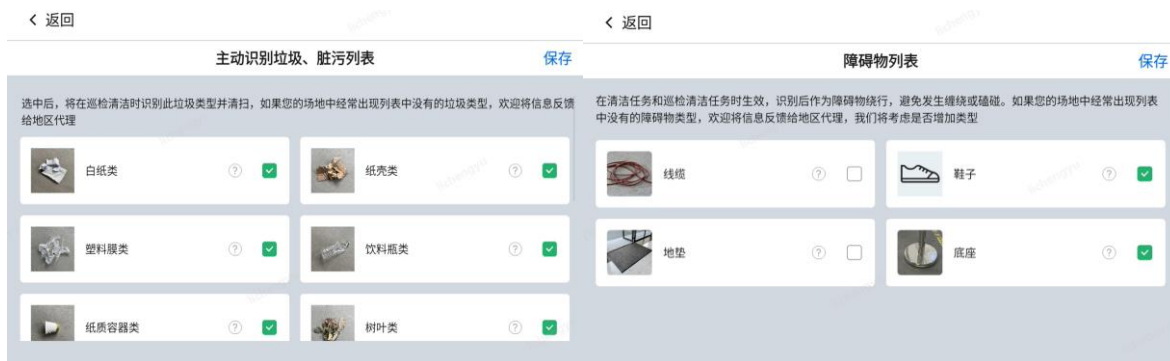 返回
主动识别垃圾、脏污列表
保存
选中后，将在巡检清洁时识别此垃圾类型并清扫，如果您的场地中经常出现列表中没有的垃圾类型，欢迎将信息反馈
给地区代理
白纸类
纸壳类
塑料膜类
饮料瓶类
纸质容器类
树叶类
返回
障碍物列表
保存
在清洁任务和巡检清洁任务时生效，识别后作为障碍物绕行，避免发生缠绕或磕碰。如果您的场地中经常出现列表
中没有的障碍物类型，欢迎将信息反馈给地区代理，我们将考虑是否增加类型
线缆
鞋子
地垫
底座